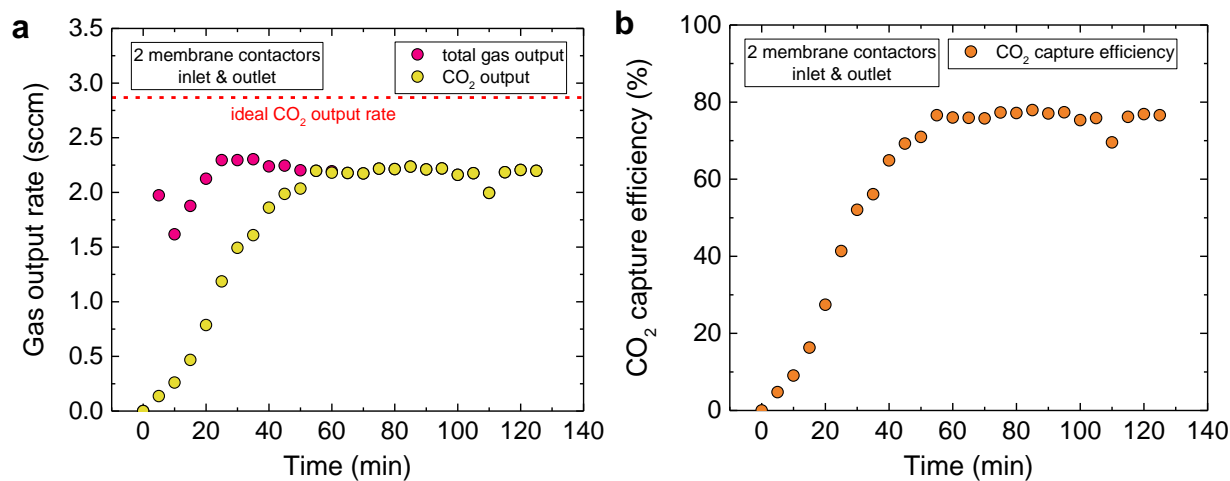 a
3.5
3.0
2.5
2.0
1.5
1.0
0.5
0.0
Gas output rate (sccm)
2 membrane contactors
inlet & outlet
total gas output
CO₂ output
ideal CO₂ output rate
0 20 40 60 80 100 120 140
Time (min)
b
100
80
60
40
20
0
CO₂ capture efficiency (%)
2 membrane contactors
inlet & outlet
CO₂ capture efficiency
0 20 40 60 80 100 120 140
Time (min)